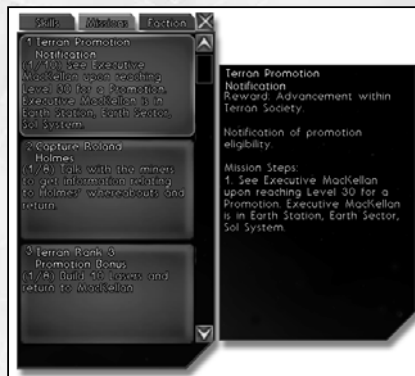 Skills Missions Faction X
1 Terran Promotion
Notification
(1/10) See Executive
MacKellan upon reaching
Level 30 for a Promotion.
Executive MacKellan is in
Earth Station, Earth Sector,
Sol System.
2 Capture Roland
Holmes
(1/8) Talk with the miners
to get information relating
to Holmes' whereabouts and
return.
3 Terran Rank 3
Promotion Bonus
(1/8) Build 16 Lasers and
return to MacKellan
Terran Promotion
Notification
Reward: Advancement within
Terran Society.
Notification of promotion
eligibility.
Mission Steps:
1. See Executive MacKellan
upon reaching Level 30 for a
Promotion. Executive MacKellan
is in Earth Station, Earth Sector,
Sol System.